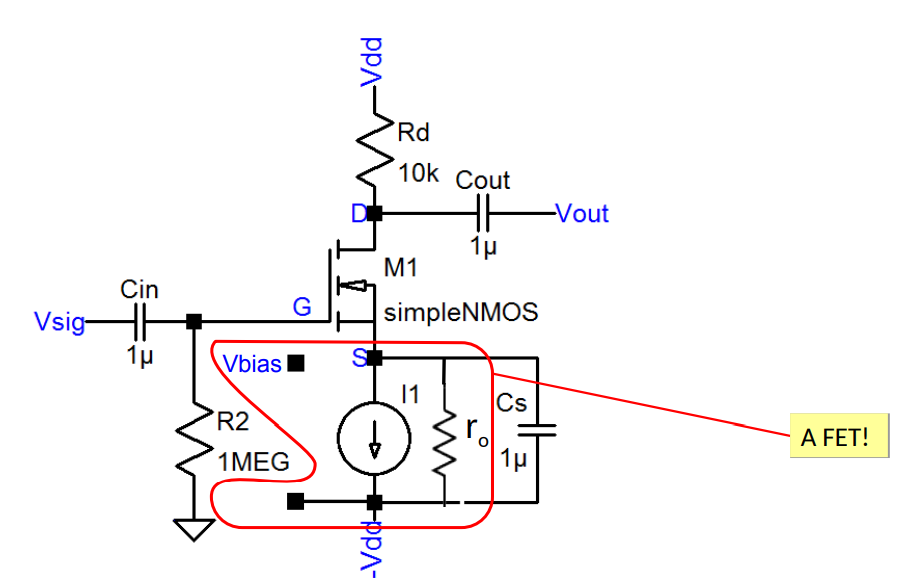 Vdd
Rd
10k
Cout
D
Vout
1µ
M1
Cin
G
simpleNMOS
Vsig
1µ
Vbias
S
I1
Cs
R2
ro
A FET!
1MEG
1µ
-Vdd